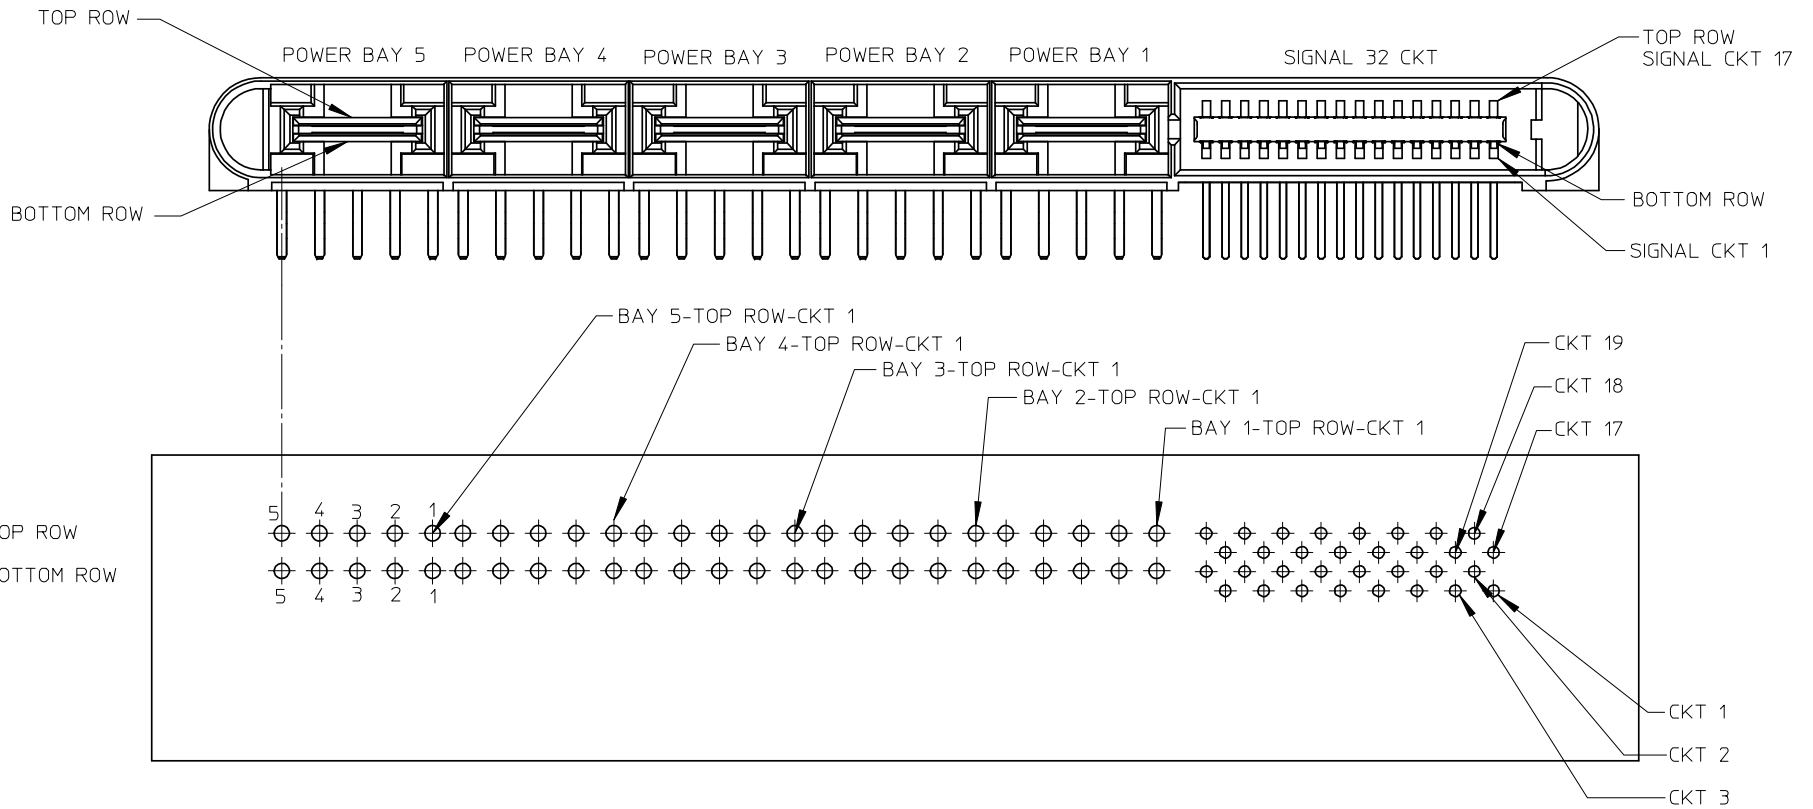 TOP ROW
POWER BAY 5
POWER BAY 4
POWER BAY 3
POWER BAY 2
POWER BAY 1
SIGNAL 32 CKT
TOP ROW
SIGNAL CKT 17
BOTTOM ROW
BOTTOM ROW
SIGNAL CKT 1
BAY 5-TOP ROW-CKT 1
BAY 4-TOP ROW-CKT 1
BAY 3-TOP ROW-CKT 1
BAY 2-TOP ROW-CKT 1
BAY 1-TOP ROW-CKT 1
CKT 19
CKT 18
CKT 17
5 4 3 2 1
OP ROW
OTTOM ROW
5 4 3 2 1
CKT 1
CKT 2
CKT 3